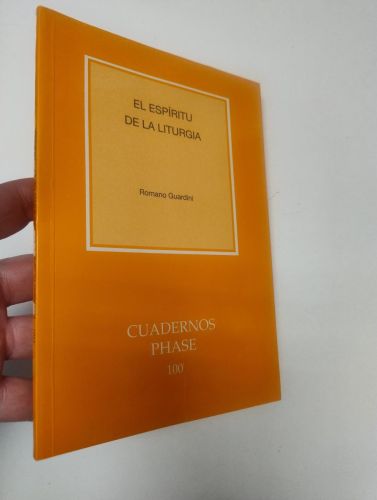 EL ESPÍRITU
DE LA LITURGIA
Romano Guardini
CUADERNOS
PHASE
100